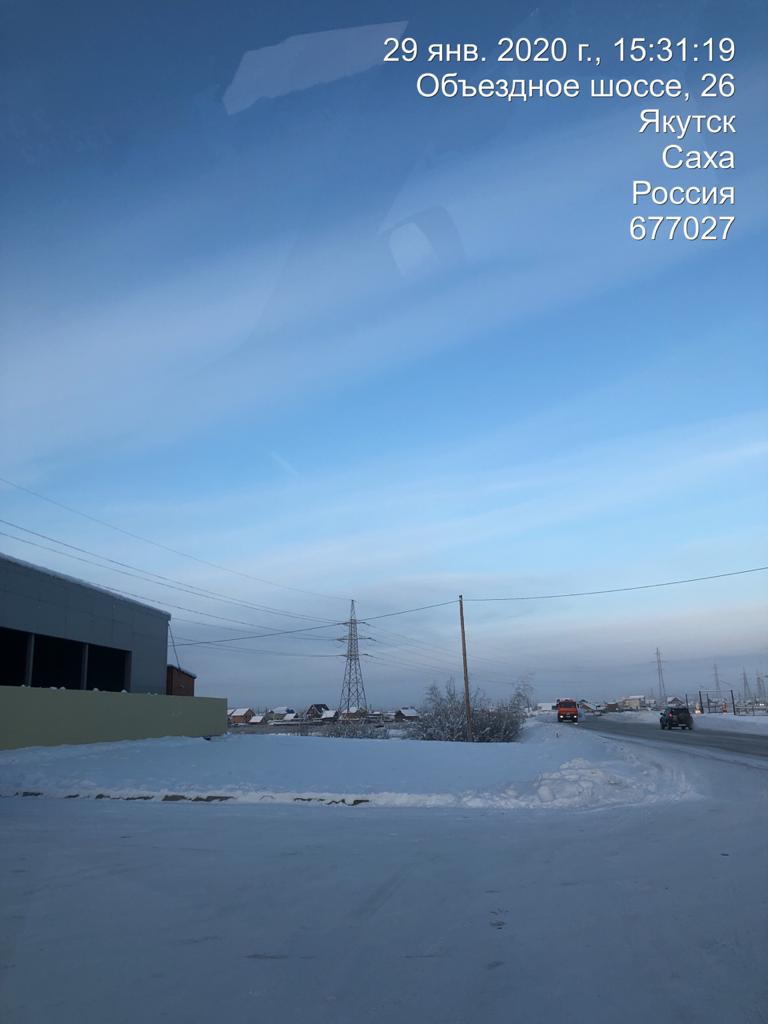 29 янв. 2020 г., 15:31:19
Объездное шоссе, 26
Якутск
Саха
Россия
677027